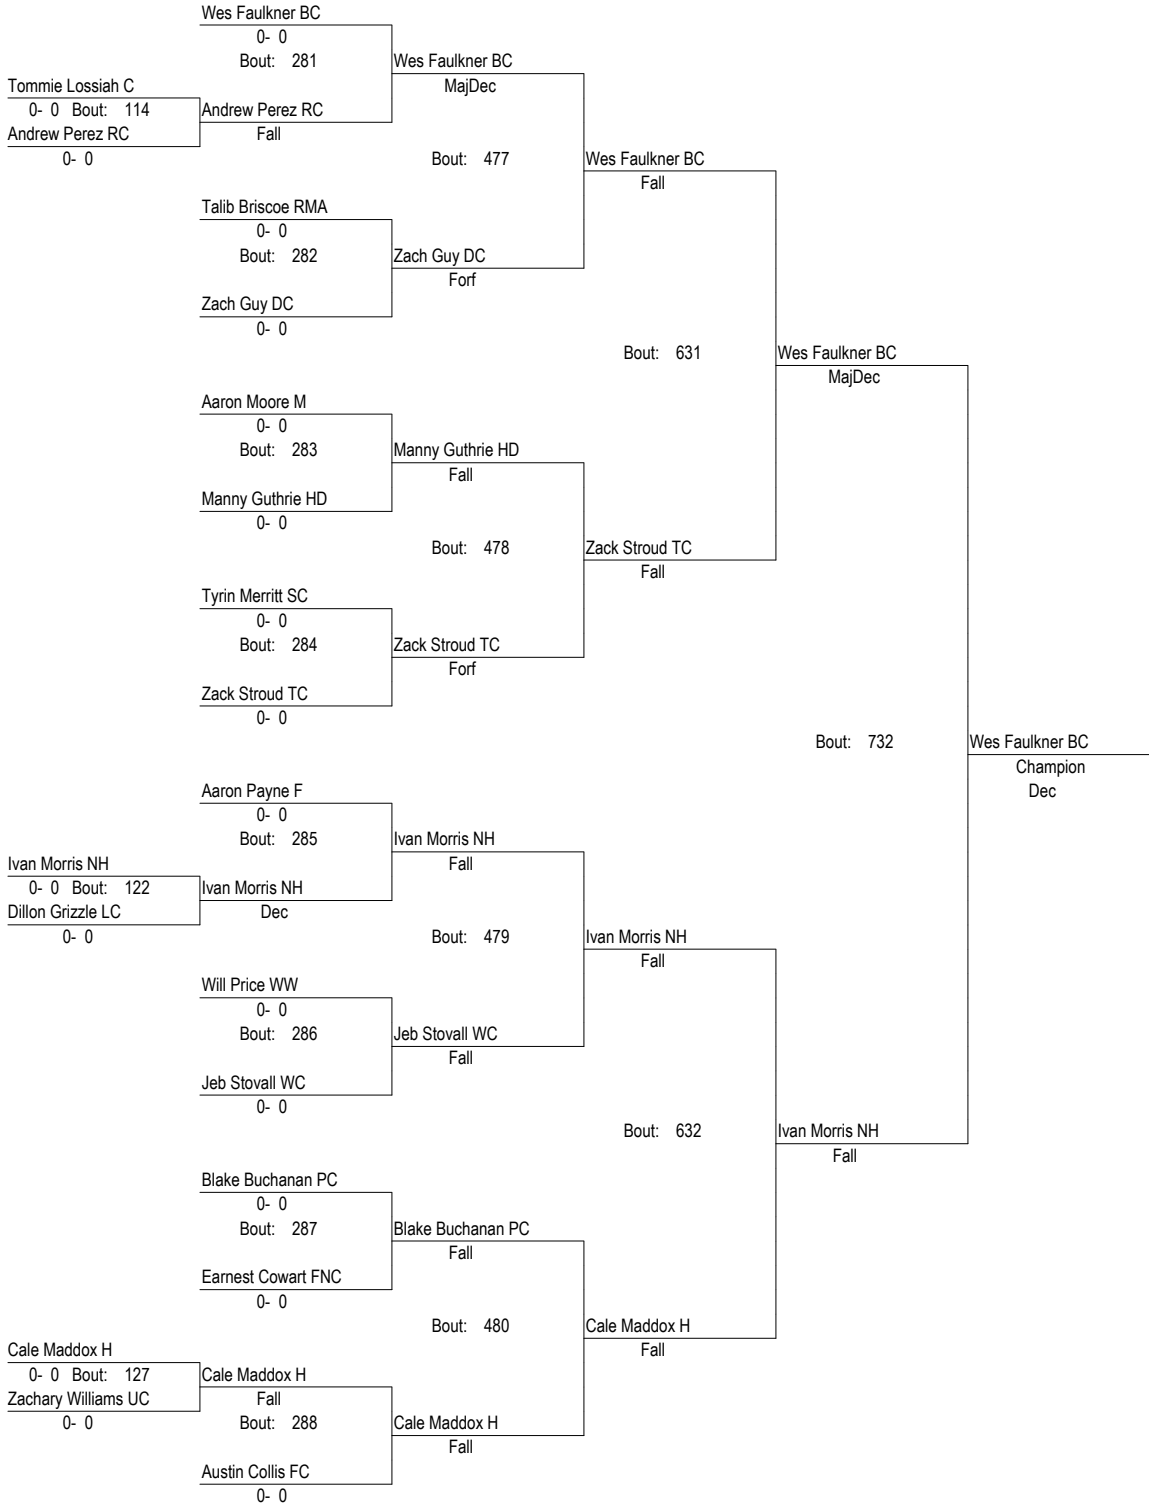 Wes Faulkner BC
0- 0
Bout: 281
Wes Faulkner BC
MajDec
Tommie Lossiah C
0- 0 Bout: 114
Andrew Perez RC
Andrew Perez RC
Fall
0- 0
Bout: 477
Wes Faulkner BC
Fall
Talib Briscoe RMA
0- 0
Bout: 282
Zach Guy DC
Forf
Zach Guy DC
0- 0
Bout: 631
Wes Faulkner BC
MajDec
Aaron Moore M
0- 0
Bout: 283
Manny Guthrie HD
Fall
Manny Guthrie HD
0- 0
Bout: 478
Zack Stroud TC
Fall
Tyrin Merritt SC
0- 0
Bout: 284
Zack Stroud TC
Forf
Zack Stroud TC
0- 0
Bout: 732
Wes Faulkner BC
Champion
Dec
Aaron Payne F
0- 0
Bout: 285
Ivan Morris NH
Fall
Ivan Morris NH
0- 0 Bout: 122
Ivan Morris NH
Dec
Dillon Grizzle LC
0- 0
Bout: 479
Ivan Morris NH
Fall
Will Price WW
0- 0
Bout: 286
Jeb Stovall WC
Fall
Jeb Stovall WC
0- 0
Bout: 632
Ivan Morris NH
Fall
Blake Buchanan PC
0- 0
Bout: 287
Blake Buchanan PC
Fall
Earnest Cowart FNC
0- 0
Bout: 480
Cale Maddox H
Fall
Cale Maddox H
0- 0 Bout: 127
Cale Maddox H
Fall
Zachary Williams UC
0- 0
Bout: 288
Cale Maddox H
Fall
Austin Collis FC
0- 0